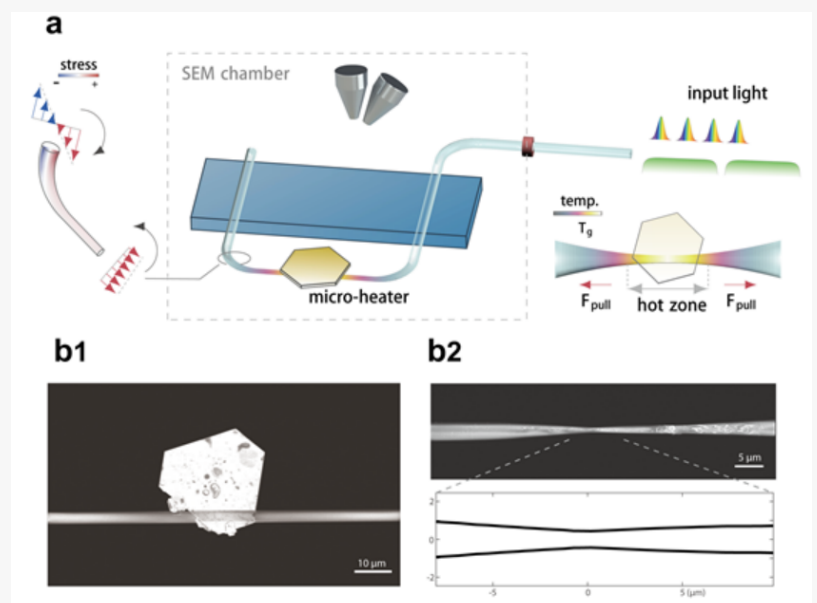 a
stress
- +
SEM chamber
input light
temp.
Tg
micro-heater
Fpull hot zone Fpull
b1
b2
10 μm
5 μm
2
0
-2
-5 0 5 (μm)